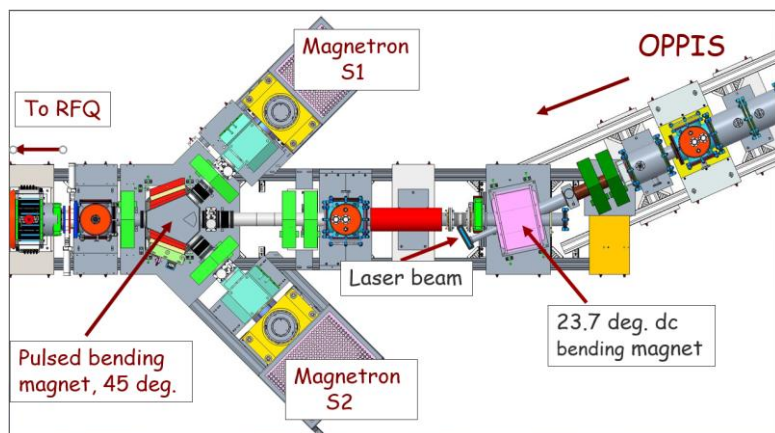 Magnetron
S1
OPPIS
To RFQ
Laser beam
Pulsed bending
magnet, 45 deg.
Magnetron
S2
23.7 deg. dc
bending magnet